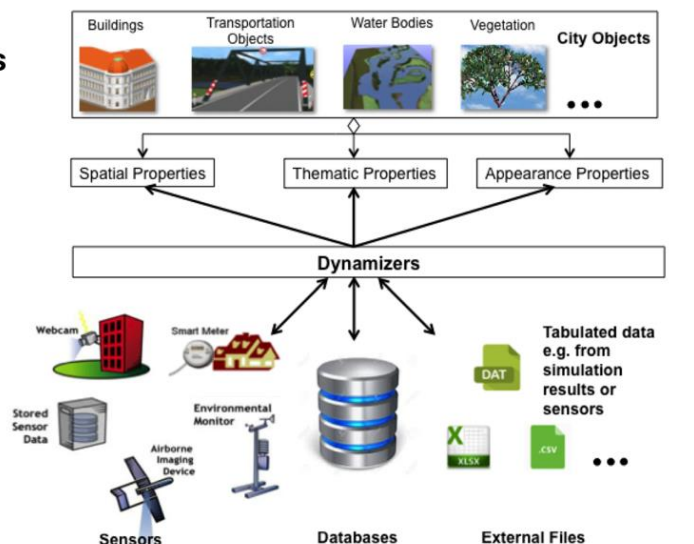 s
Buildings
Transportation
Objects
Water Bodies
Vegetation
City Objects
...
Spatial Properties
Thematic Properties
Appearance Properties
Dynamizers
Webcam
Smart Meter
Stored
Sensor
Data
Environmental
Monitor
Airborne
Imaging
Device
DAT
Tabulated data
e.g. from
simulation
results or
sensors
X
XLSX
.CSV
...
Sensors
Databases
External Files